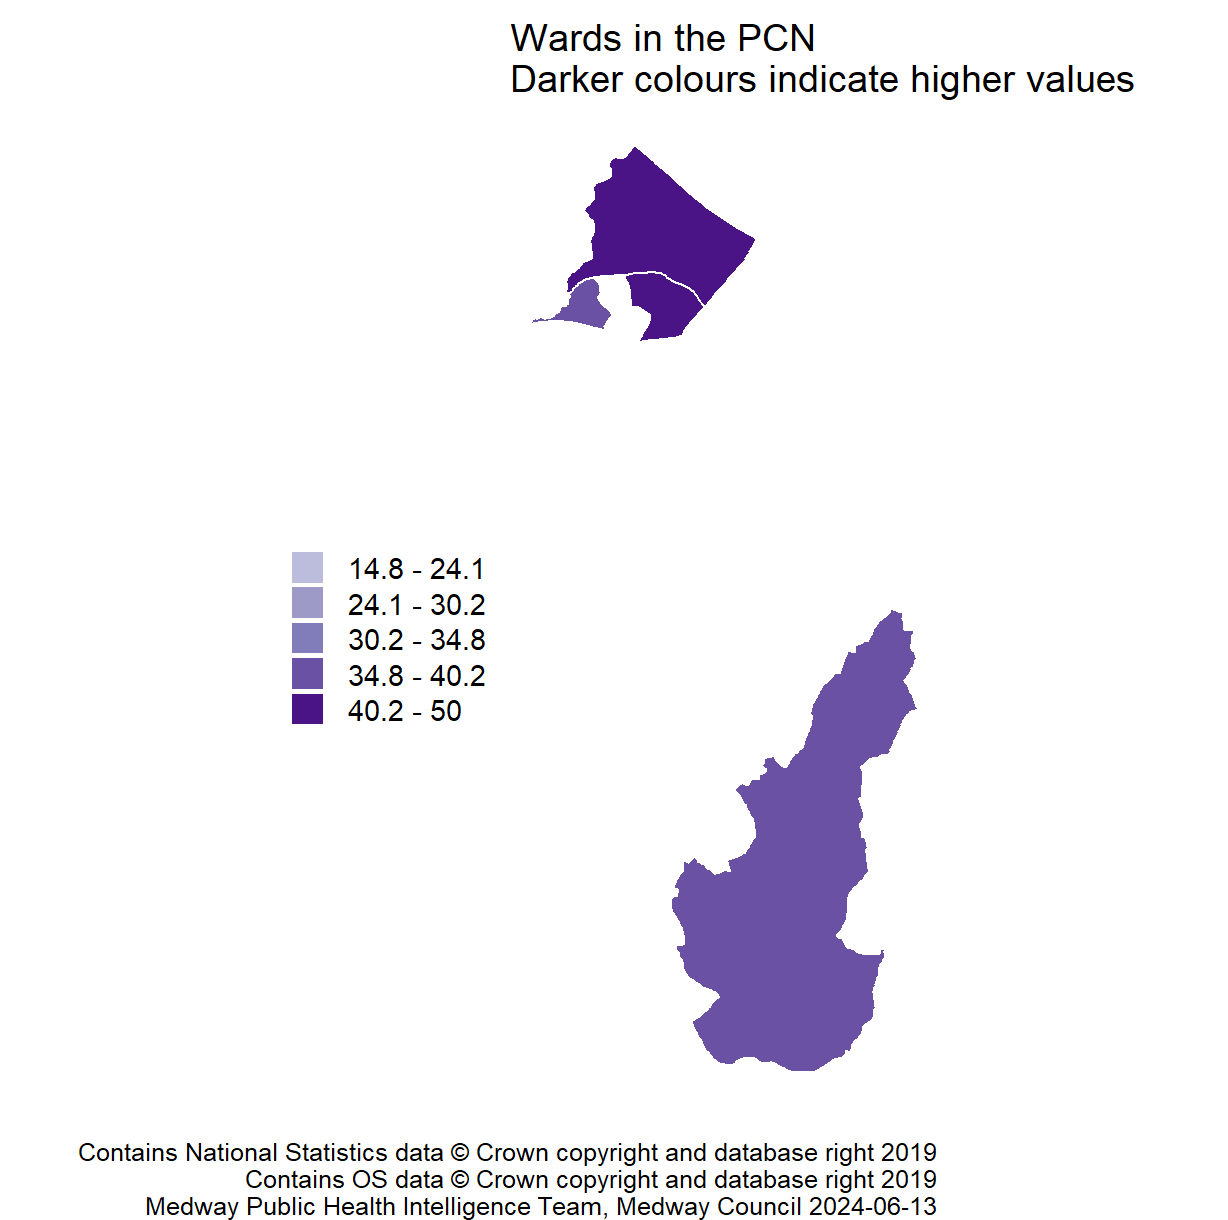 Wards in the PCN
Darker colours indicate higher values
14.8 - 24.1
24.1 - 30.2
30.2 - 34.8
34.8 - 40.2
40.2 - 50
Contains National Statistics data © Crown copyright and database right 2019
Contains OS data © Crown copyright and database right 2019
Medway Public Health Intelligence Team, Medway Council 2024-06-13